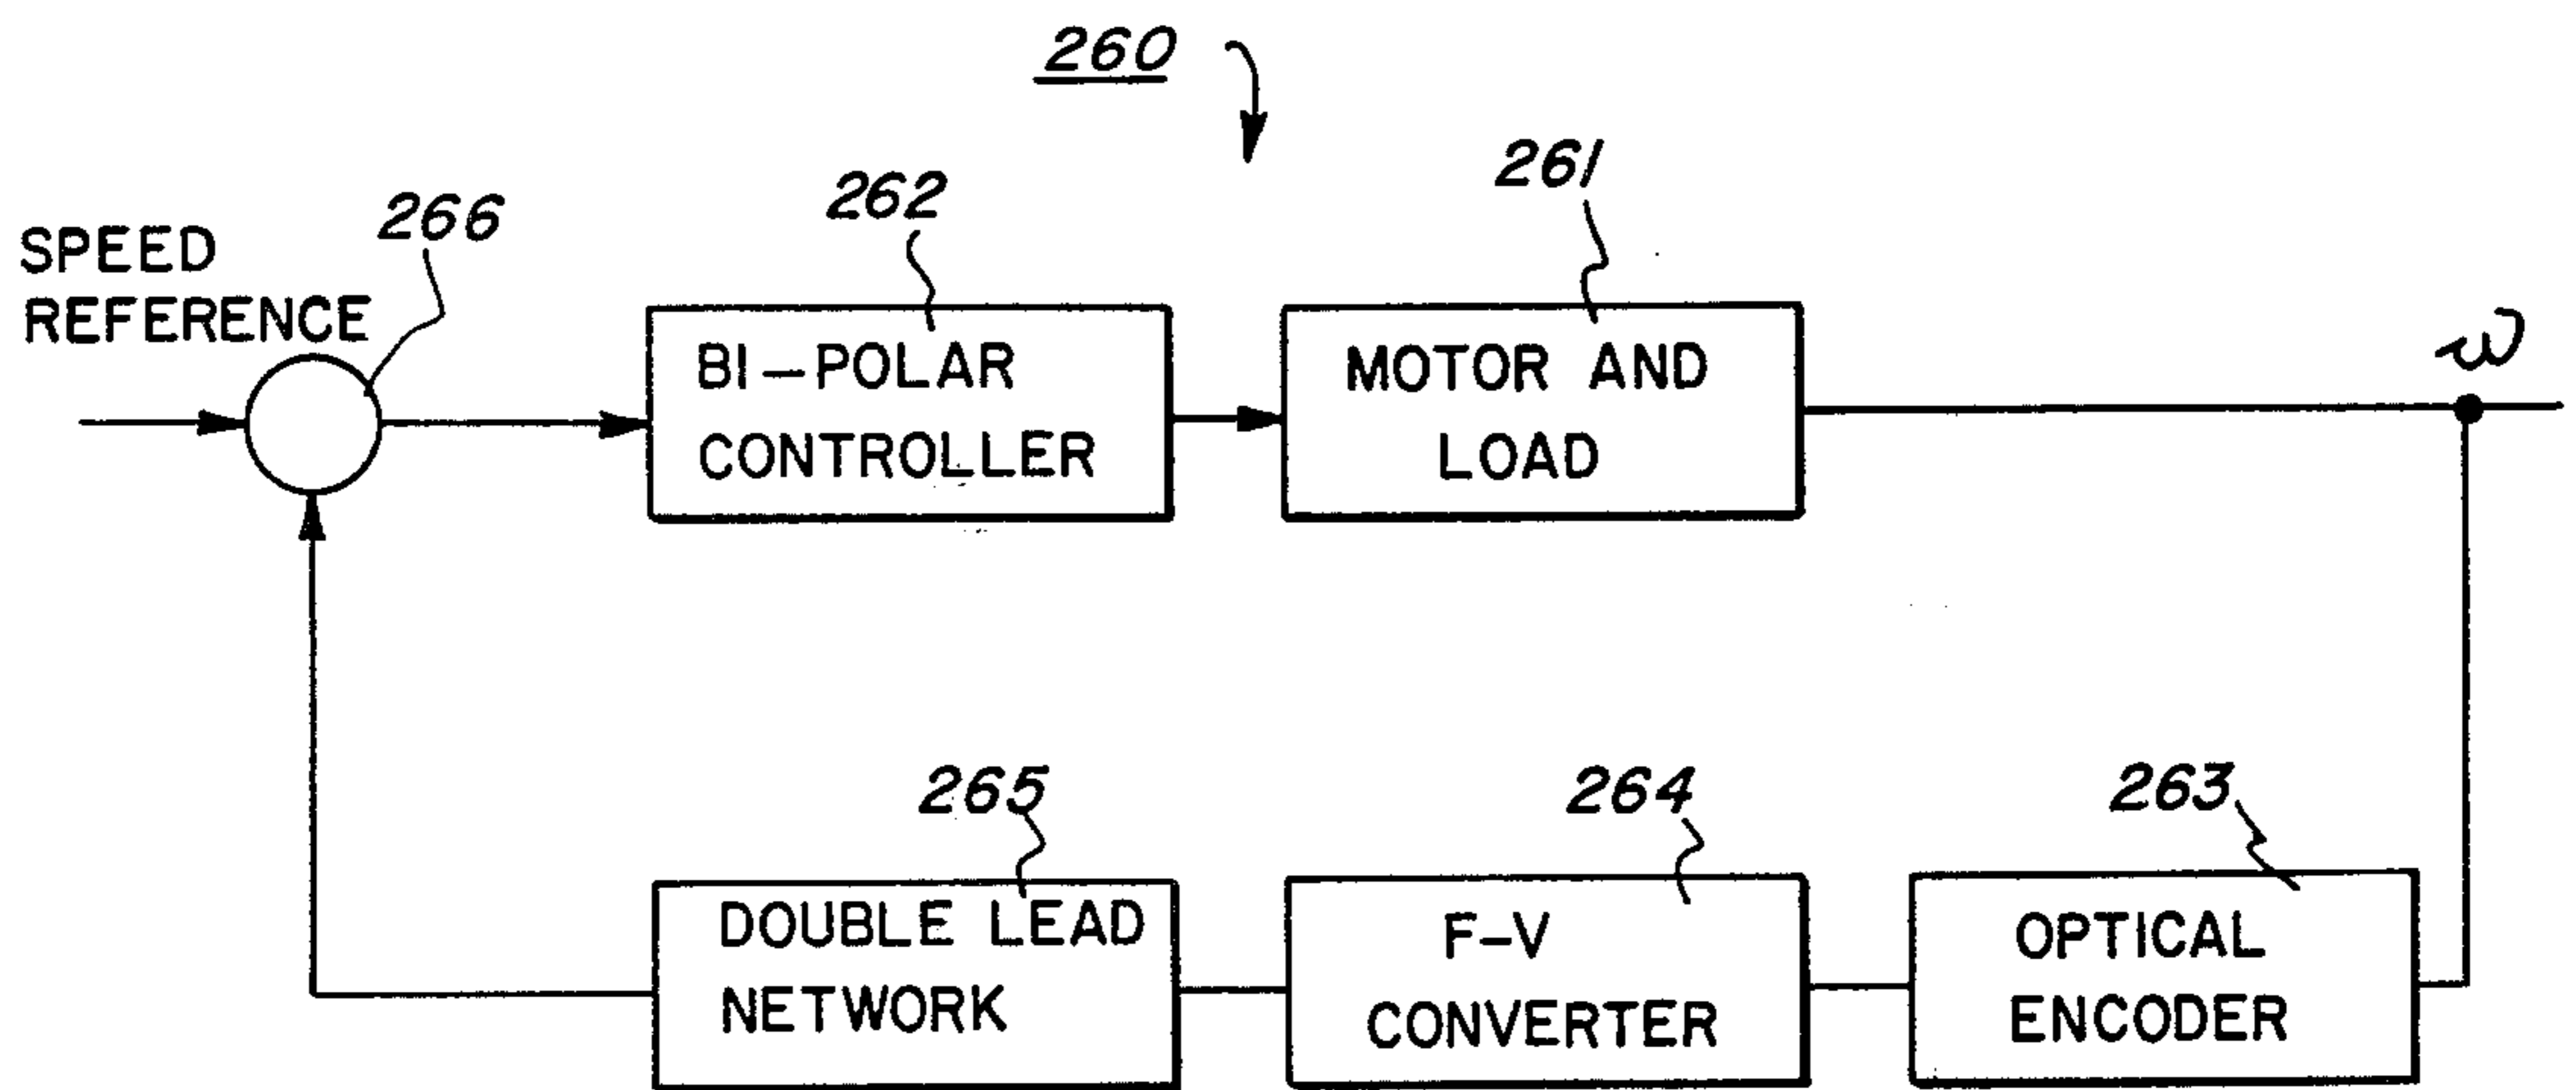 260
261
262
266
SPEED
REFERENCE
BI-POLAR
CONTROLLER
MOTOR AND
LOAD
ω
265
264
263
DOUBLE LEAD
NETWORK
F-V
CONVERTER
OPTICAL
ENCODER